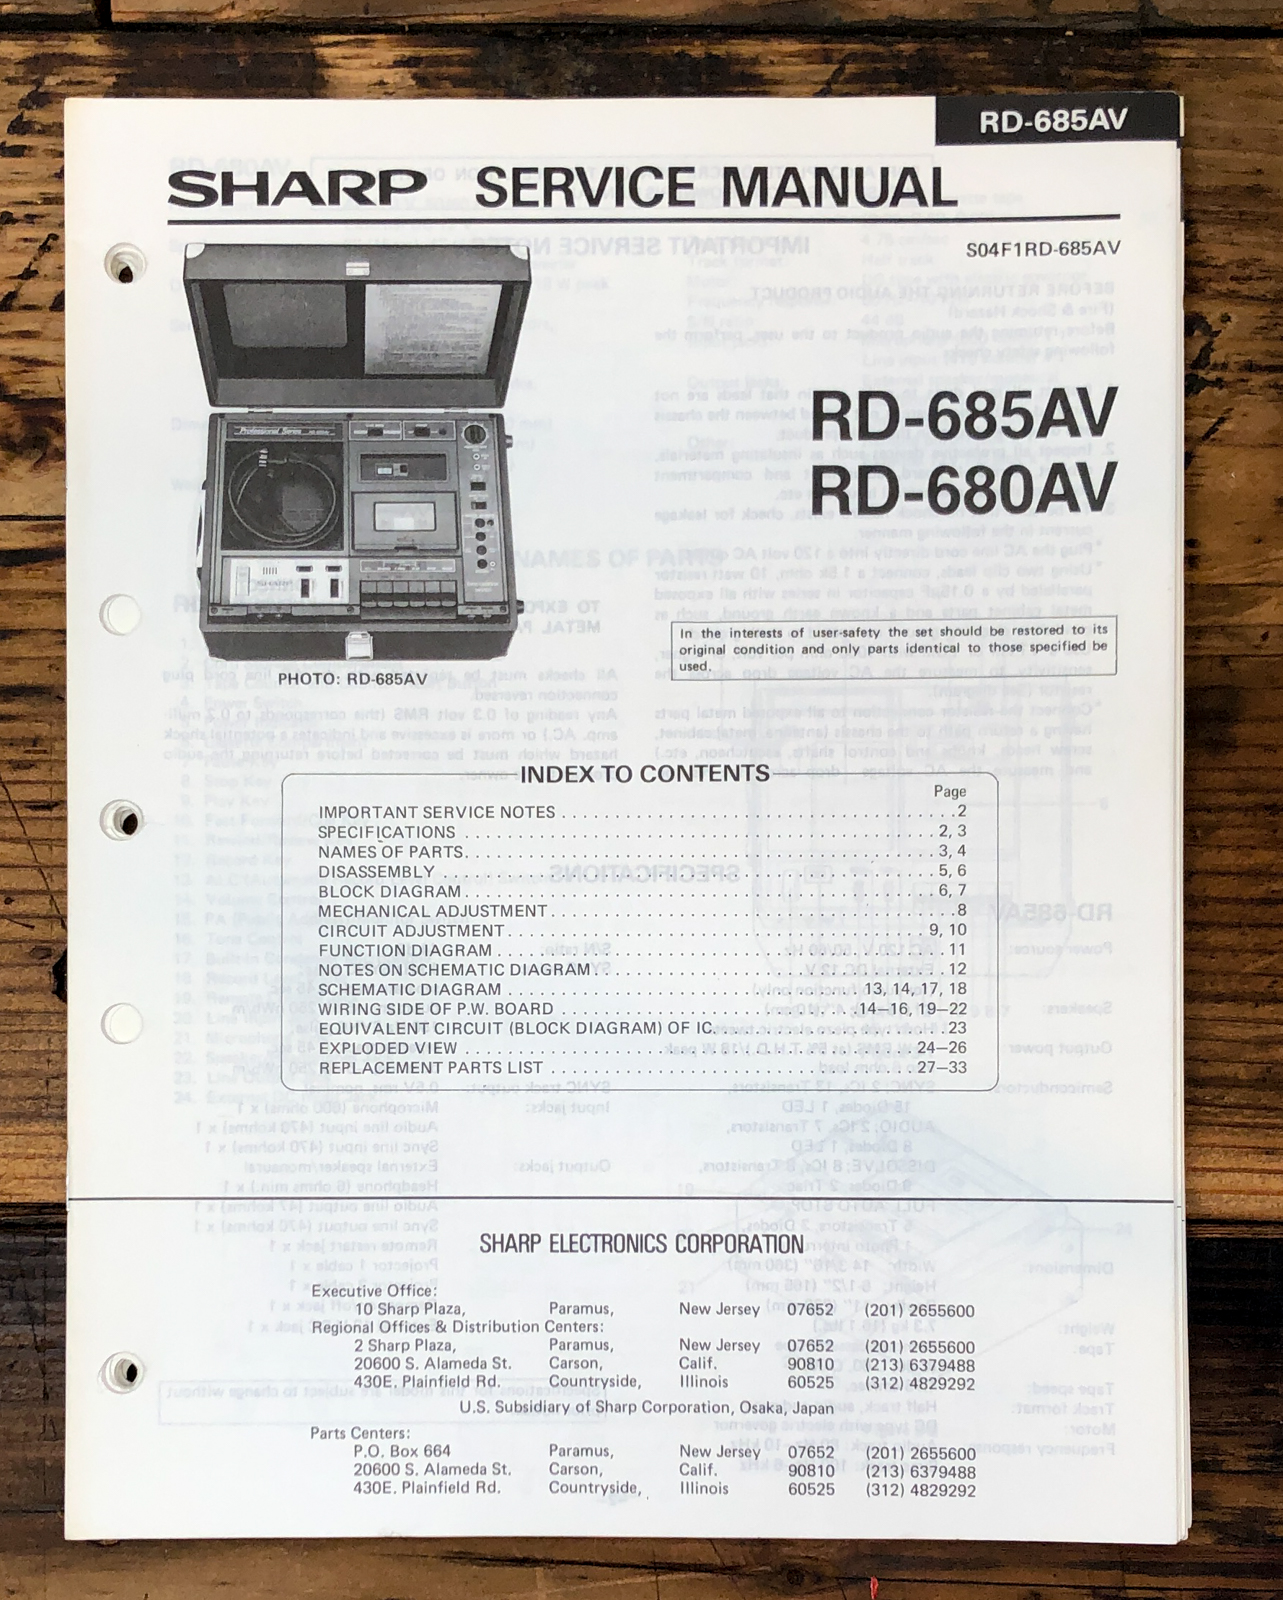 RD-685AV
SHARP SERVICE MANUAL
S04F1RD-685AV
RD-685AV
RD-680AV
Professional Series
SHARP
In the interests of user-safety the set should be restored to its
original condition and only parts identical to those specified be
used.
PHOTO: RD-685AV
INDEX TO CONTENTS
Page
IMPORTANT SERVICE NOTES . . . . . . . . . . . . . . . . . . . . 2
SPECIFICATIONS . . . . . . . . . . . . . . . . . . . . 2, 3
NAMES OF PARTS. . . . . . . . . . . . . . . . . . . . 3, 4
DISASSEMBLY . . . . . . . . . . . . . . . . . . . . 5, 6
BLOCK DIAGRAM. . . . . . . . . . . . . . . . . . . . 6, 7
MECHANICAL ADJUSTMENT. . . . . . . . . . . . . . . . . . . . 8
CIRCUIT ADJUSTMENT. . . . . . . . . . . . . . . . . . . . 9, 10
FUNCTION DIAGRAM. . . . . . . . . . . . . . . . . . . . 11
NOTES ON SCHEMATIC DIAGRAM. . . . . . . . . . . . . . . . . . . . 12
SCHEMATIC DIAGRAM . . . . . . . . . . . . . . . . . . . . 13, 14, 17, 18
WIRING SIDE OF P.W. BOARD . . . . . . . . . . . . . . . . . . . . 14–16, 19–22
EQUIVALENT CIRCUIT (BLOCK DIAGRAM) OF IC. . . . . . . . . . . . . . . . . . . . 23
EXPLODED VIEW . . . . . . . . . . . . . . . . . . . . 24–26
REPLACEMENT PARTS LIST . . . . . . . . . . . . . . . . . . . . 27–33
SHARP ELECTRONICS CORPORATION
Executive Office:
10 Sharp Plaza, Paramus, New Jersey 07652 (201) 2655600
Regional Offices & Distribution Centers:
2 Sharp Plaza, Paramus, New Jersey 07652 (201) 2655600
20600 S. Alameda St. Carson, Calif. 90810 (213) 6379488
430E. Plainfield Rd. Countryside, Illinois 60525 (312) 4829292
U.S. Subsidiary of Sharp Corporation, Osaka, Japan
Parts Centers:
P.O. Box 664 Paramus, New Jersey 07652 (201) 2655600
20600 S. Alameda St. Carson, Calif. 90810 (213) 6379488
430E. Plainfield Rd. Countryside, Illinois 60525 (312) 4829292